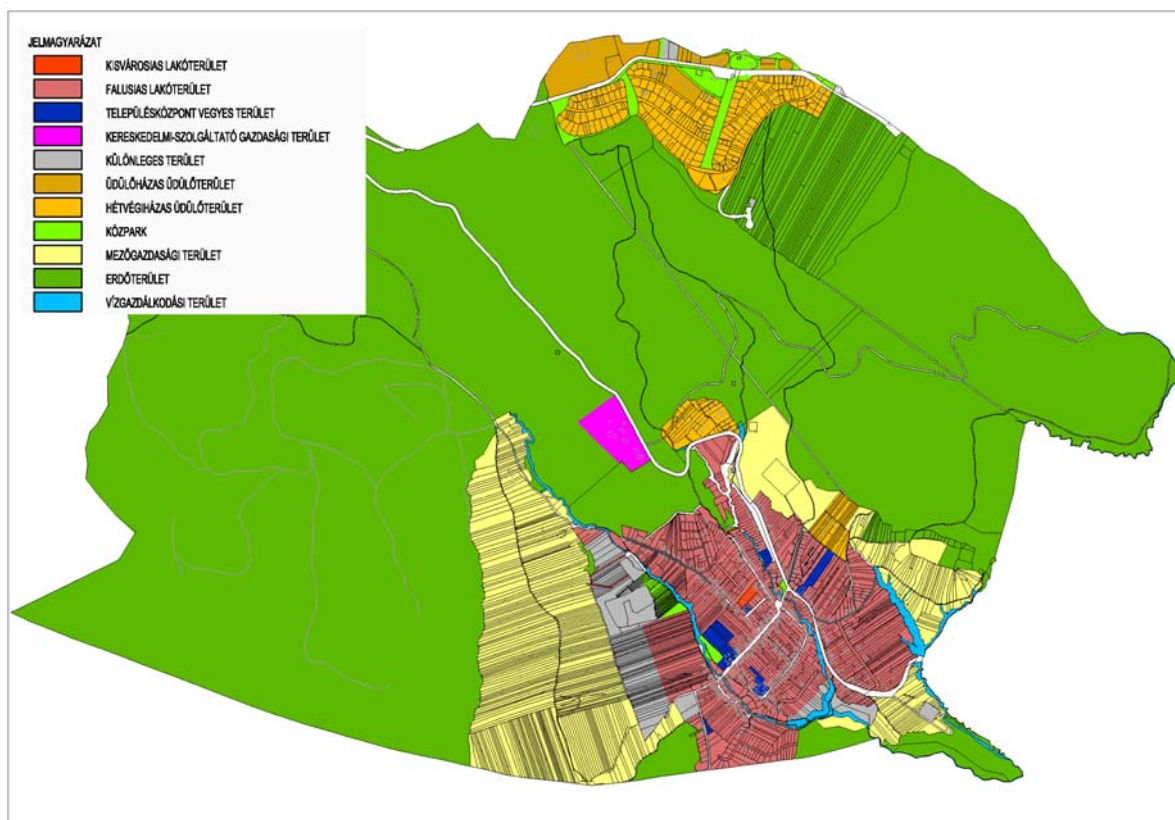 JELMAGYARÁZAT
KISVÁROSIAS LAKÓTERÜLET
FALUSIAS LAKÓTERÜLET
TELEPÜLÉSKÖZPONT VEGYES TERÜLET
KERESKEDELMI-SZOLGÁLTATÓ GAZDASÁGI TERÜLET
KÜLÖNLEGES TERÜLET
ÜDÜLŐHÁZAS ÜDÜLŐTERÜLET
HÉTVÉGIHÁZAS ÜDÜLŐTERÜLET
KÖZPARK
MEZŐGAZDASÁGI TERÜLET
ERDŐTERÜLET
VÍZGAZDÁLKODÁSI TERÜLET